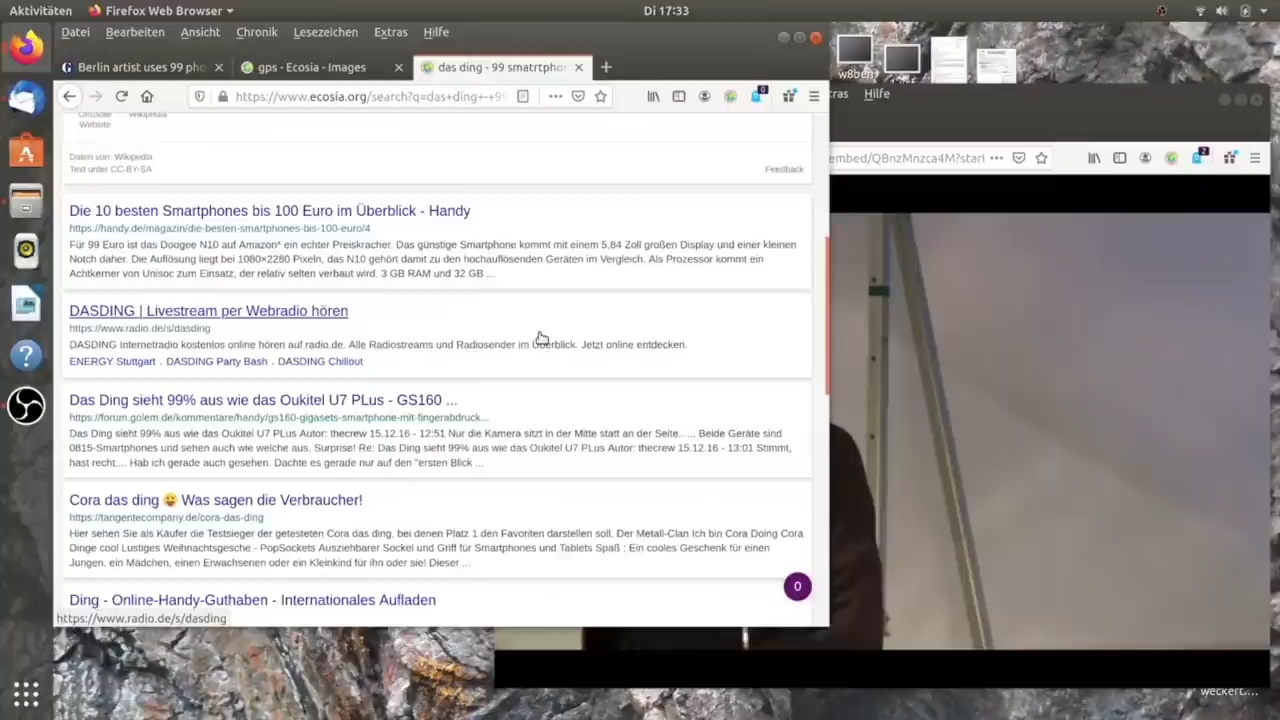 Aktivitäten Firefox Web Browser Di 17:33
Datei Bearbeiten Ansicht Chronik Lesezeichen Extras Hilfe
Berlin artist uses 99 pho das ding - 99 smatrtph
Ecosia - Images
https://www.ecosia.org/search?q=das+ding+-+9 0
w8ben
Hilfe
embed/QBnzMnzca4M?start 2
Website Wikipedia
Daten von: Wikipedia
Text unter CC-BY-SA
Feedback
Die 10 besten Smartphones bis 100 Euro im Überblick - Handy
https://handy.de/magazin/die-besten-smartphones-bis-100-euro/4
Für 99 Euro ist das Doogee N10 auf Amazon* ein echter Preiskracher. Das günstige Smartphone kommt mit einem 5,84 Zoll großen Display und einer kleinen
Notch daher. Die Auflösung liegt bei 1080×2280 Pixeln, das N10 gehört damit zu den hochauflösenden Geräten im Vergleich. Als Prozessor kommt ein
Achtkerner von Unisoc zum Einsatz, der relativ selten verbaut wird. 3 GB RAM und 32 GB ...
DASDING | Livestream per Webradio hören
https://www.radio.de/s/dasding
DASDING Internetradio kostenlos online hören auf radio.de. Alle Radiostreams und Radiosender im Überblick. Jetzt online entdecken.
ENERGY Stuttgart . DASDING Party Bash . DASDING Chillout
Das Ding sieht 99% aus wie das Oukitel U7 PLus - GS160 ...
https://forum.golem.de/kommentare/handy/gs160-gigasets-smartphone-mit-fingerabdruck...
Das Ding sieht 99% aus wie das Oukitel U7 PLus Autor: thecrew 15.12.16 - 12:51 Nur die Kamera sitzt in der Mitte statt an der Seite.. ... Beide Geräte sind
0815-Smartphones und sehen auch wie welche aus. Surprise! Re: Das Ding sieht 99% aus wie das Oukitel U7 PLus Autor: thecrew 15.12.16 - 13:01 Stimmt,
hast recht.... Hab ich gerade auch gesehen. Dachte es gerade nur auf den "ersten Blick ...
Cora das ding 😀 Was sagen die Verbraucher!
https://tangentecompany.de/cora-das-ding
Hier sehen Sie als Käufer die Testsieger der getesteten Cora das ding, bei denen Platz 1 den Favoriten darstellen soll. Der Metall-Clan Ich bin Cora Doing Cora
Dinge cool Lustiges Weihnachtsgesche - PopSockets Ausziehbarer Sockel und Griff für Smartphones und Tablets Spaß : Ein cooles Geschenk für einen
Jungen, ein Mädchen, einen Erwachsenen oder ein Kleinkind für ihn oder sie! Dieser ...
0
Ding - Online-Handy-Guthaben - Internationales Aufladen
https://www.radio.de/s/dasding
weckert....